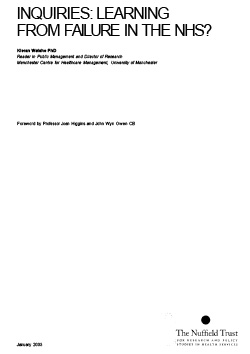 INQUIRIES: LEARNING
FROM FAILURE IN THE NHS?
Kieran Walshe PhD
Reader in Public Management and Director of Research
Manchester Centre for Healthcare Management, University of Manchester
Foreword by Professor Joan Higgins and John Wyn Owen CB
The Nuffield Trust
FOR RESEARCH AND POLICY
STUDIES IN HEALTH SERVICES
January 2003